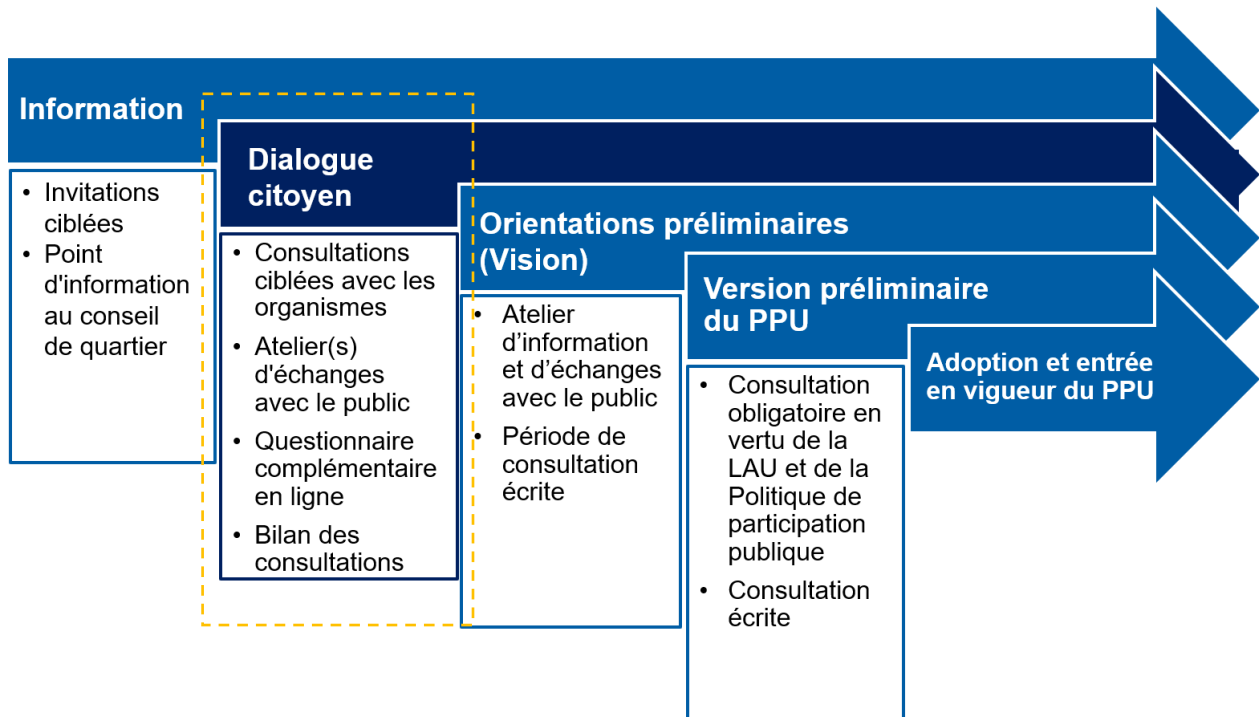 Information
• Invitations
ciblées
• Point
d'information
au conseil
de quartier
Dialogue
citoyen
• Consultations
ciblées avec les
organismes
• Atelier(s)
d'échanges
avec le public
• Questionnaire
complémentaire
en ligne
• Bilan des
consultations
Orientations préliminaires
(Vision)
• Atelier
d’information
et d’échanges
avec le public
• Période de
consultation
écrite
Version préliminaire
du PPU
• Consultation
obligatoire en
vertu de la
LAU et de la
Politique de
participation
publique
• Consultation
écrite
Adoption et entrée
en vigueur du PPU